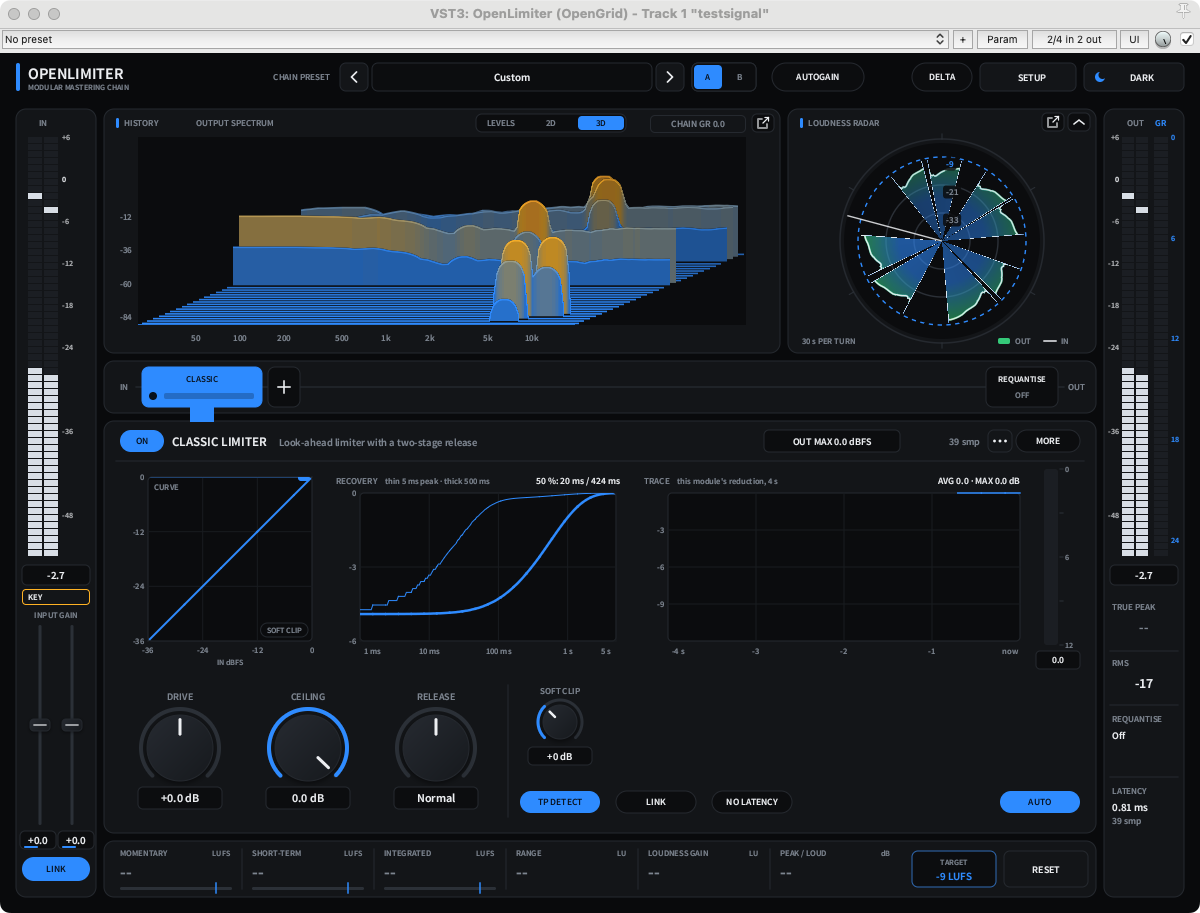 VST3: OpenLimiter (OpenGrid) - Track 1 "testsignal"
No preset
+
Param
2/4 in 2 out
UI
OPENLIMITER
MODULAR MASTERING CHAIN
CHAIN PRESET
Custom
A
B
AUTOGAIN
DELTA
SETUP
DARK
IN
+6
0
-6
-12
-18
-24
-36
-48
-2.7
KEY
INPUT GAIN
+0.0
+0.0
LINK
HISTORY
OUTPUT SPECTRUM
LEVELS
2D
3D
CHAIN GR 0.0
-12
-36
-60
-84
50
100
200
500
1k
2k
5k
10k
LOUDNESS RADAR
-9
-21
-33
30 s PER TURN
OUT
IN
IN
CLASSIC
+
REQUANTISE
OFF
OUT
ON
CLASSIC LIMITER
Look-ahead limiter with a two-stage release
OUT MAX 0.0 dBFS
39 smp
•••
MORE
CURVE
0
-12
-24
-36
-36
-24
-12
0
IN dBFS
SOFT CLIP
RECOVERY
thin 5 ms peak · thick 500 ms
50 %: 20 ms / 424 ms
0
-3
-6
1 ms
10 ms
100 ms
1 s
5 s
TRACE
this module's reduction, 4 s
AVG 0.0 · MAX 0.0 dB
-3
-6
-9
-4 s
-3
-2
-1
now
0
6
12
0.0
DRIVE
+0.0 dB
CEILING
0.0 dB
RELEASE
Normal
SOFT CLIP
+0 dB
TP DETECT
LINK
NO LATENCY
AUTO
MOMENTARY
LUFS
--
SHORT-TERM
LUFS
--
INTEGRATED
LUFS
--
RANGE
LU
--
LOUDNESS GAIN
LU
--
PEAK / LOUD
dB
--
TARGET
-9 LUFS
RESET
OUT
GR
+6
0
-6
-12
-18
-24
-36
-48
0
6
12
18
24
-2.7
TRUE PEAK
--
RMS
-17
REQUANTISE
Off
LATENCY
0.81 ms
39 smp